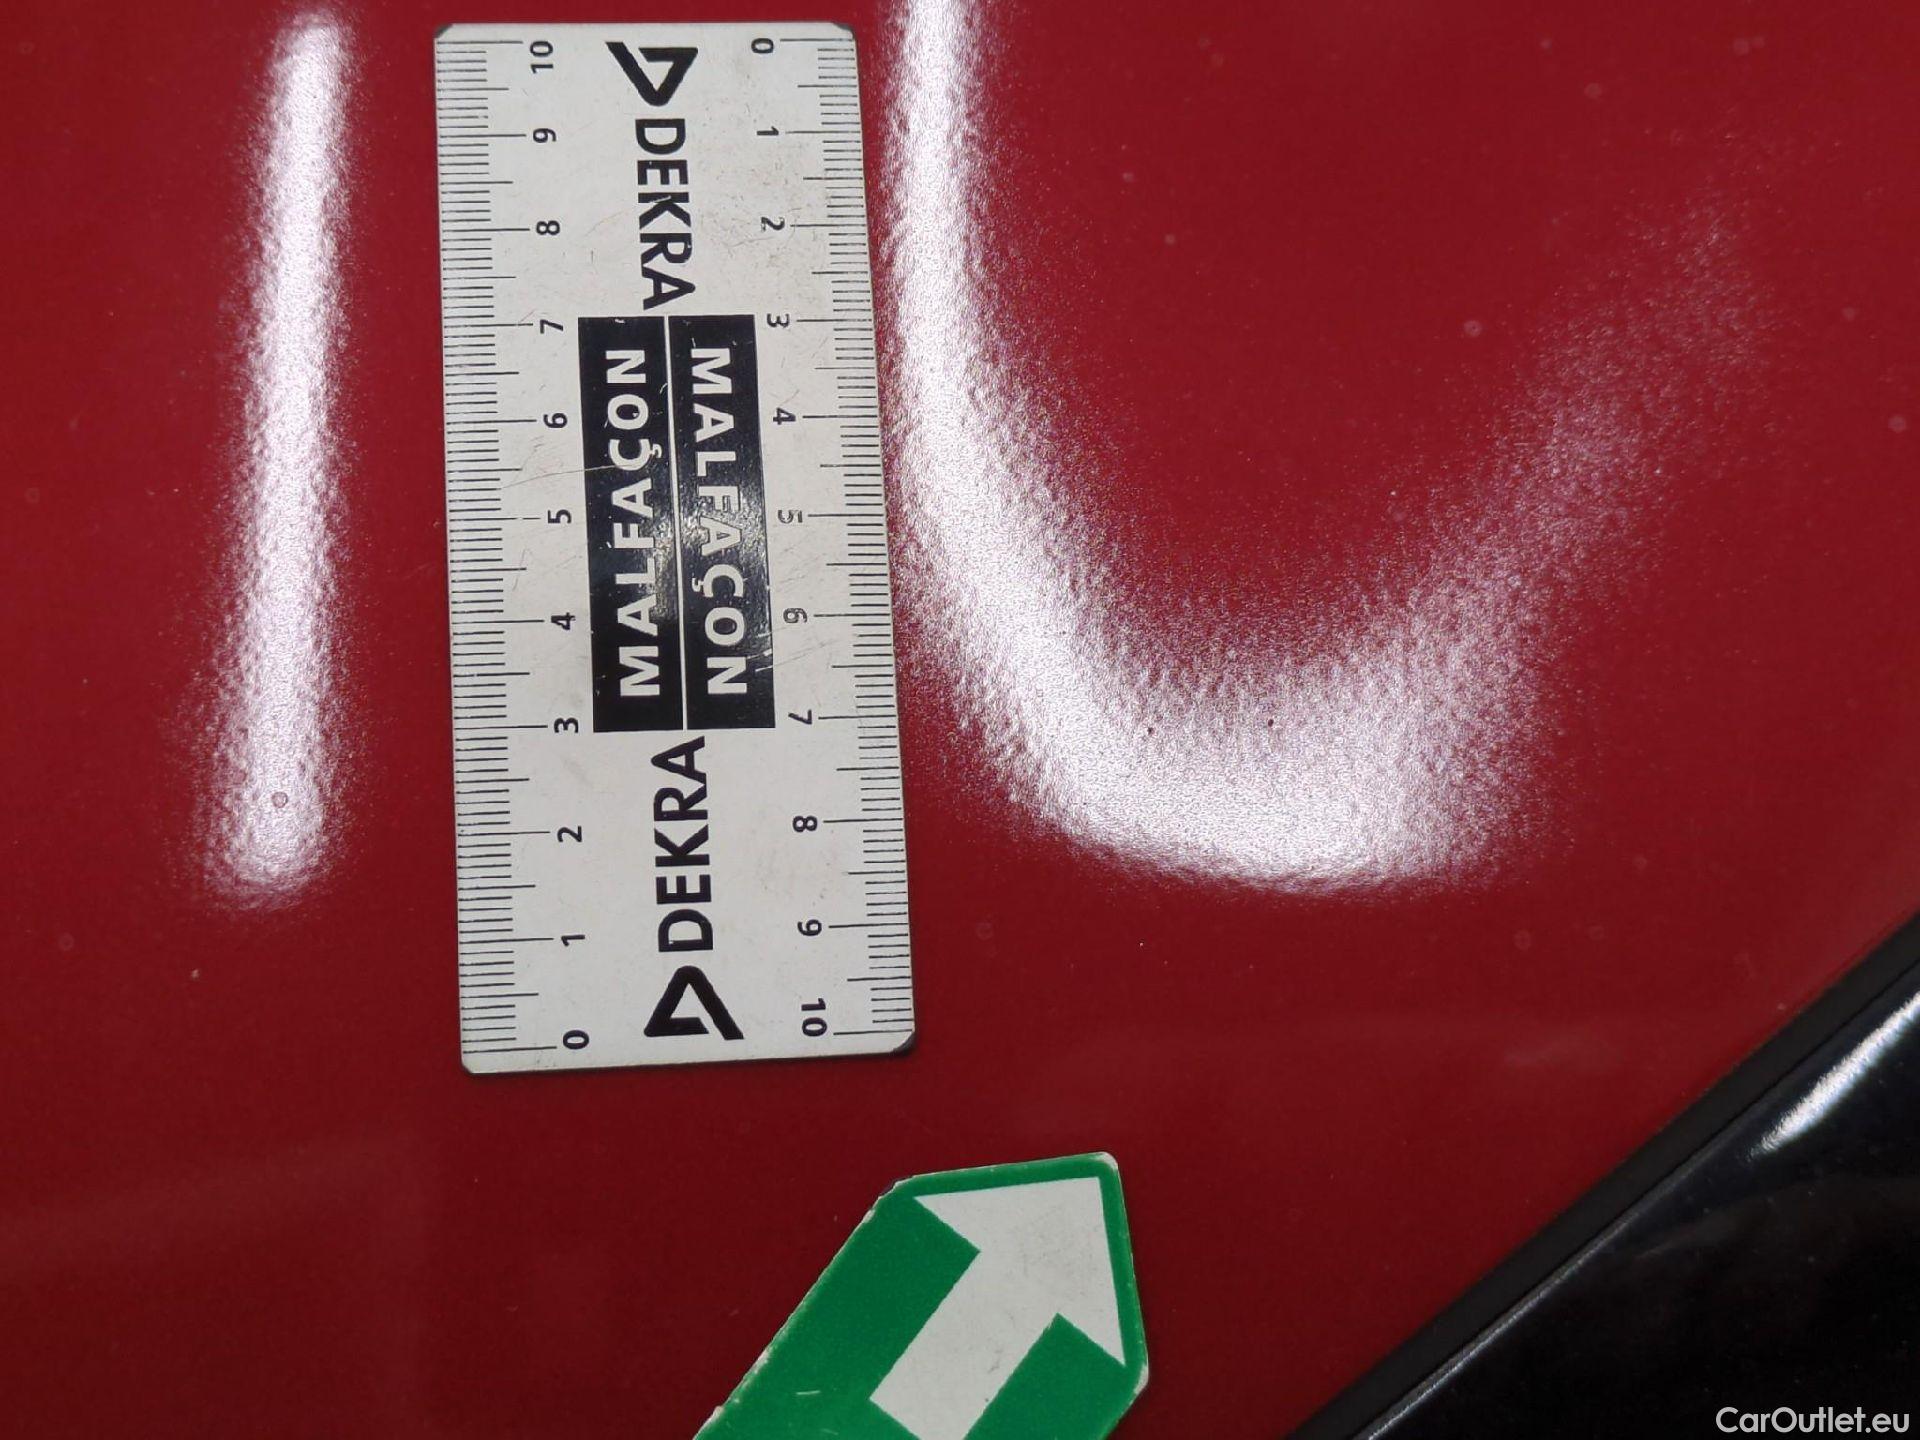 DEKRA MALFAÇON
MALFAÇON DEKRA
10 9 8 7 6 5 4 3 2 1 0
0 1 2 3 4 5 6 7 8 9 10
CarOutlet.eu